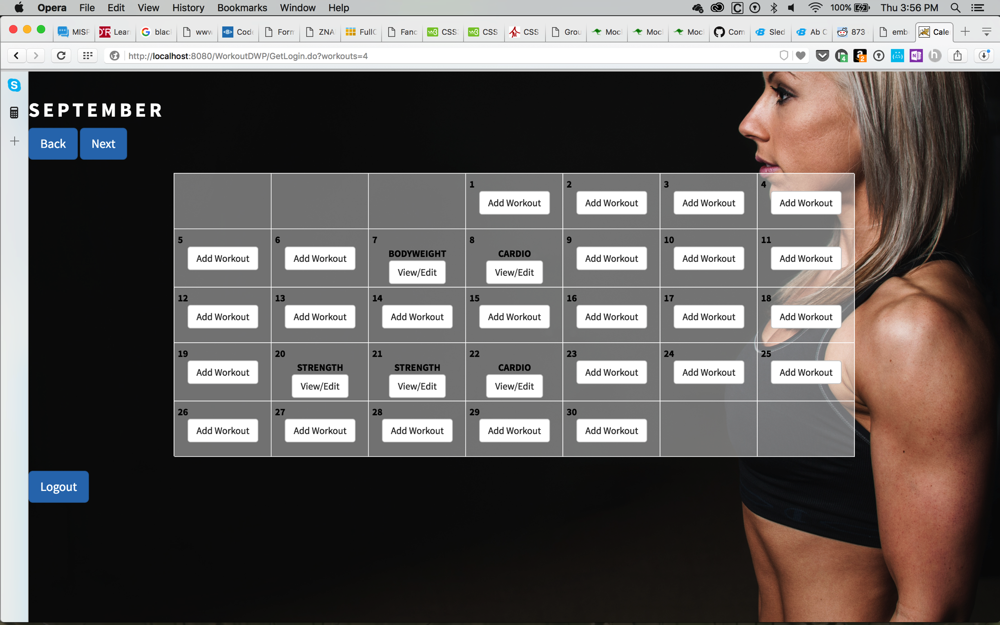 Opera File Edit View History Bookmarks Window Help 100% Thu 3:56 PM
MISP Lear blac www Code Form ZNA FullC Fanc CSS CSS CSS Grou Moc Moc Moc Com Sled Ab C 873 emb Cale
http://localhost:8080/WorkoutDWP/GetLogin.do?workouts=4 4 2
SEPTEMBER
Back Next
1 2 3 4
Add Workout Add Workout Add Workout Add Workout
5 6 7 8 9 10 11
BODYWEIGHT CARDIO
Add Workout Add Workout View/Edit View/Edit Add Workout Add Workout Add Workout
12 13 14 15 16 17 18
Add Workout Add Workout Add Workout Add Workout Add Workout Add Workout Add Workout
19 20 21 22 23 24 25
STRENGTH STRENGTH CARDIO
Add Workout View/Edit View/Edit View/Edit Add Workout Add Workout Add Workout
26 27 28 29 30
Add Workout Add Workout Add Workout Add Workout Add Workout
Logout